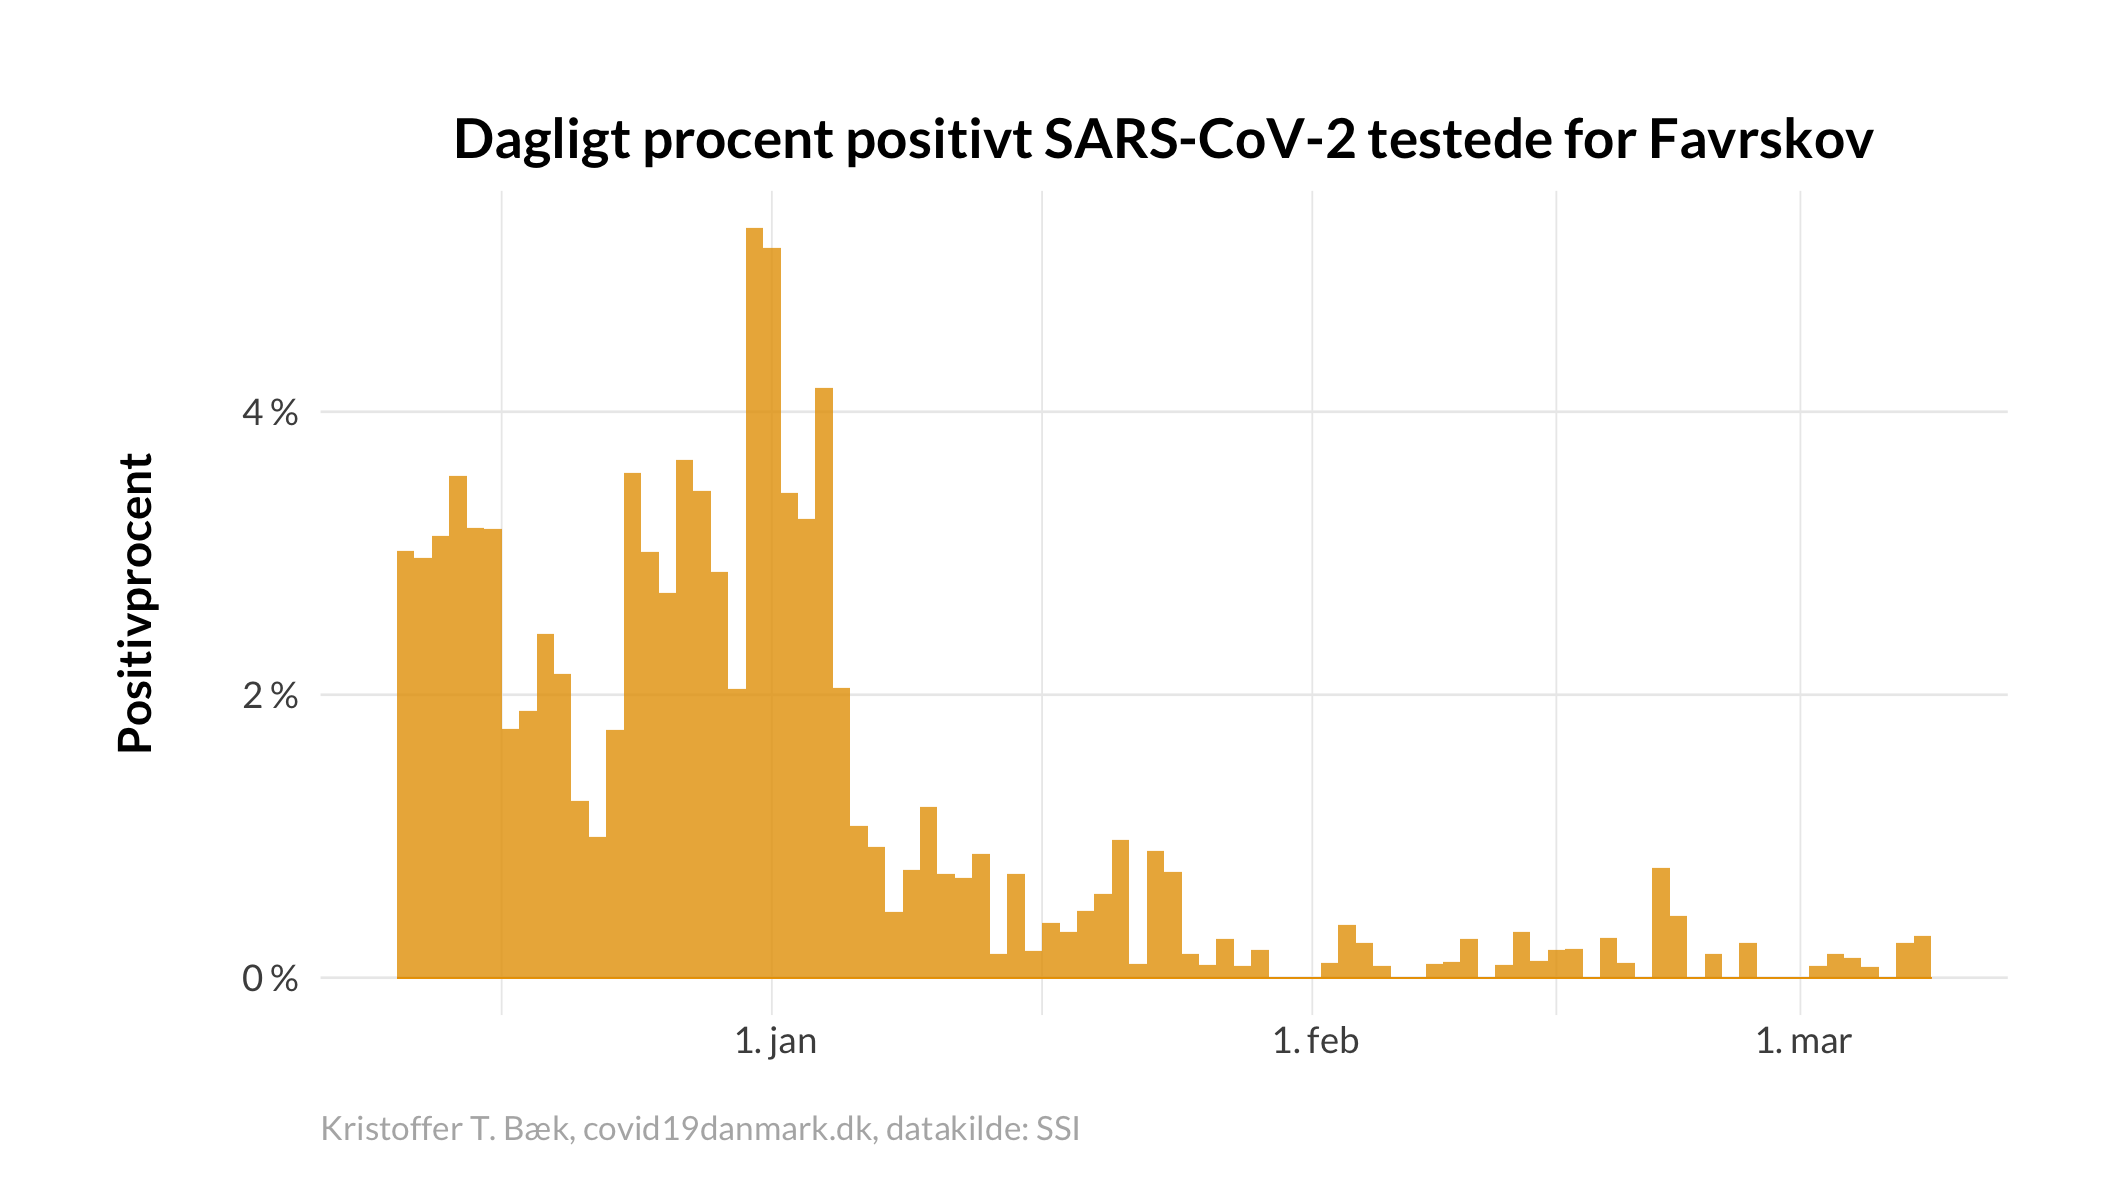 Dagligt procent positivt SARS-CoV-2 testede for Favrskov
Positivprocent
4 %
2 %
0 %
1. jan
1. feb
1. mar
Kristoffer T. Bæk, covid19danmark.dk, datakilde: SSI